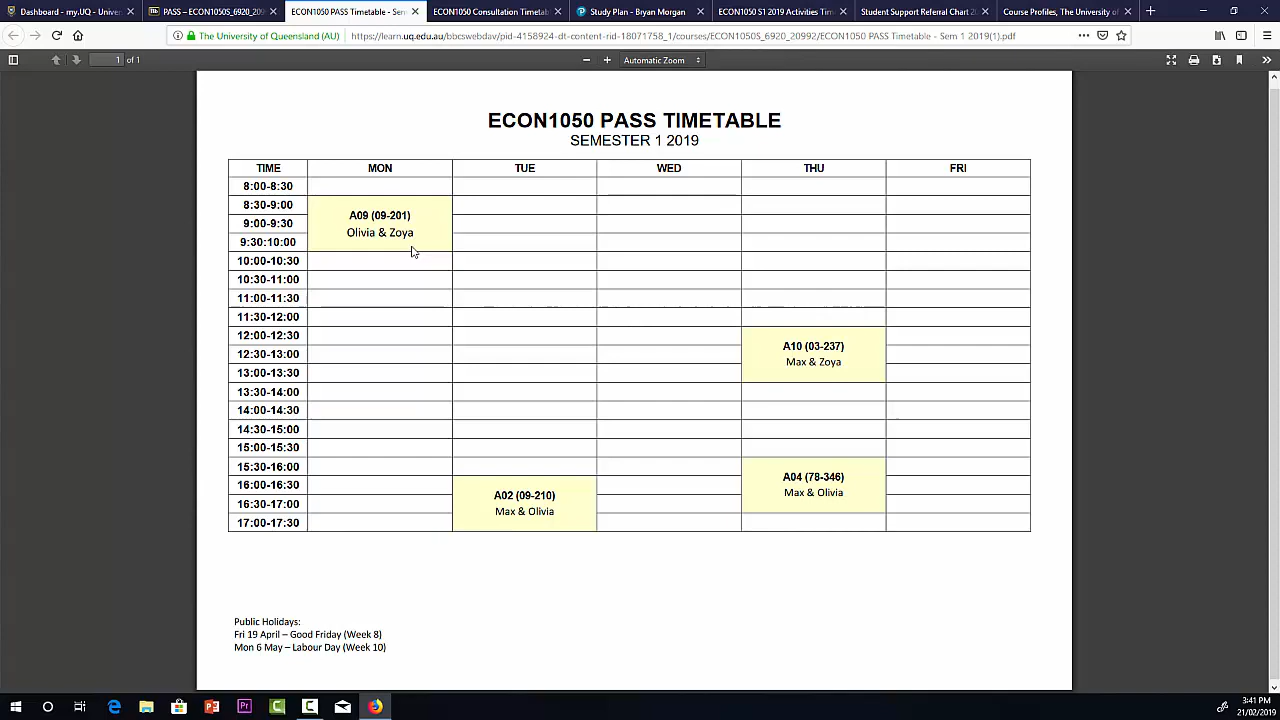 Dashboard - my.UQ - Univers
PASS – ECON1050S_6920_209
ECON1050 PASS Timetable - Sem
ECON1050 Consultation Timetab
Study Plan - Bryan Morgan
ECON1050 S1 2019 Activities Tim
Student Support Referral Chart 2
Course Profiles, The University of
The University of Queensland (AU)
https://learn.uq.edu.au/bbcswebdav/pid-4158924-dt-content-rid-18071758_1/courses/ECON1050S_6920_20992/ECON1050 PASS Timetable - Sem 1 2019(1).pdf
1 of 1
Automatic Zoom
ECON1050 PASS TIMETABLE
SEMESTER 1 2019
TIME MON TUE WED THU FRI
8:00-8:30
8:30-9:00
A09 (09-201)
9:00-9:30
Olivia & Zoya
9:30:10:00
10:00-10:30
10:30-11:00
11:00-11:30
11:30-12:00
12:00-12:30
A10 (03-237)
12:30-13:00
Max & Zoya
13:00-13:30
13:30-14:00
14:00-14:30
14:30-15:00
15:00-15:30
15:30-16:00
A04 (78-346)
16:00-16:30
Max & Olivia
A02 (09-210)
16:30-17:00
Max & Olivia
17:00-17:30
Public Holidays:
Fri 19 April – Good Friday (Week 8)
Mon 6 May – Labour Day (Week 10)
3:41 PM
21/02/2019